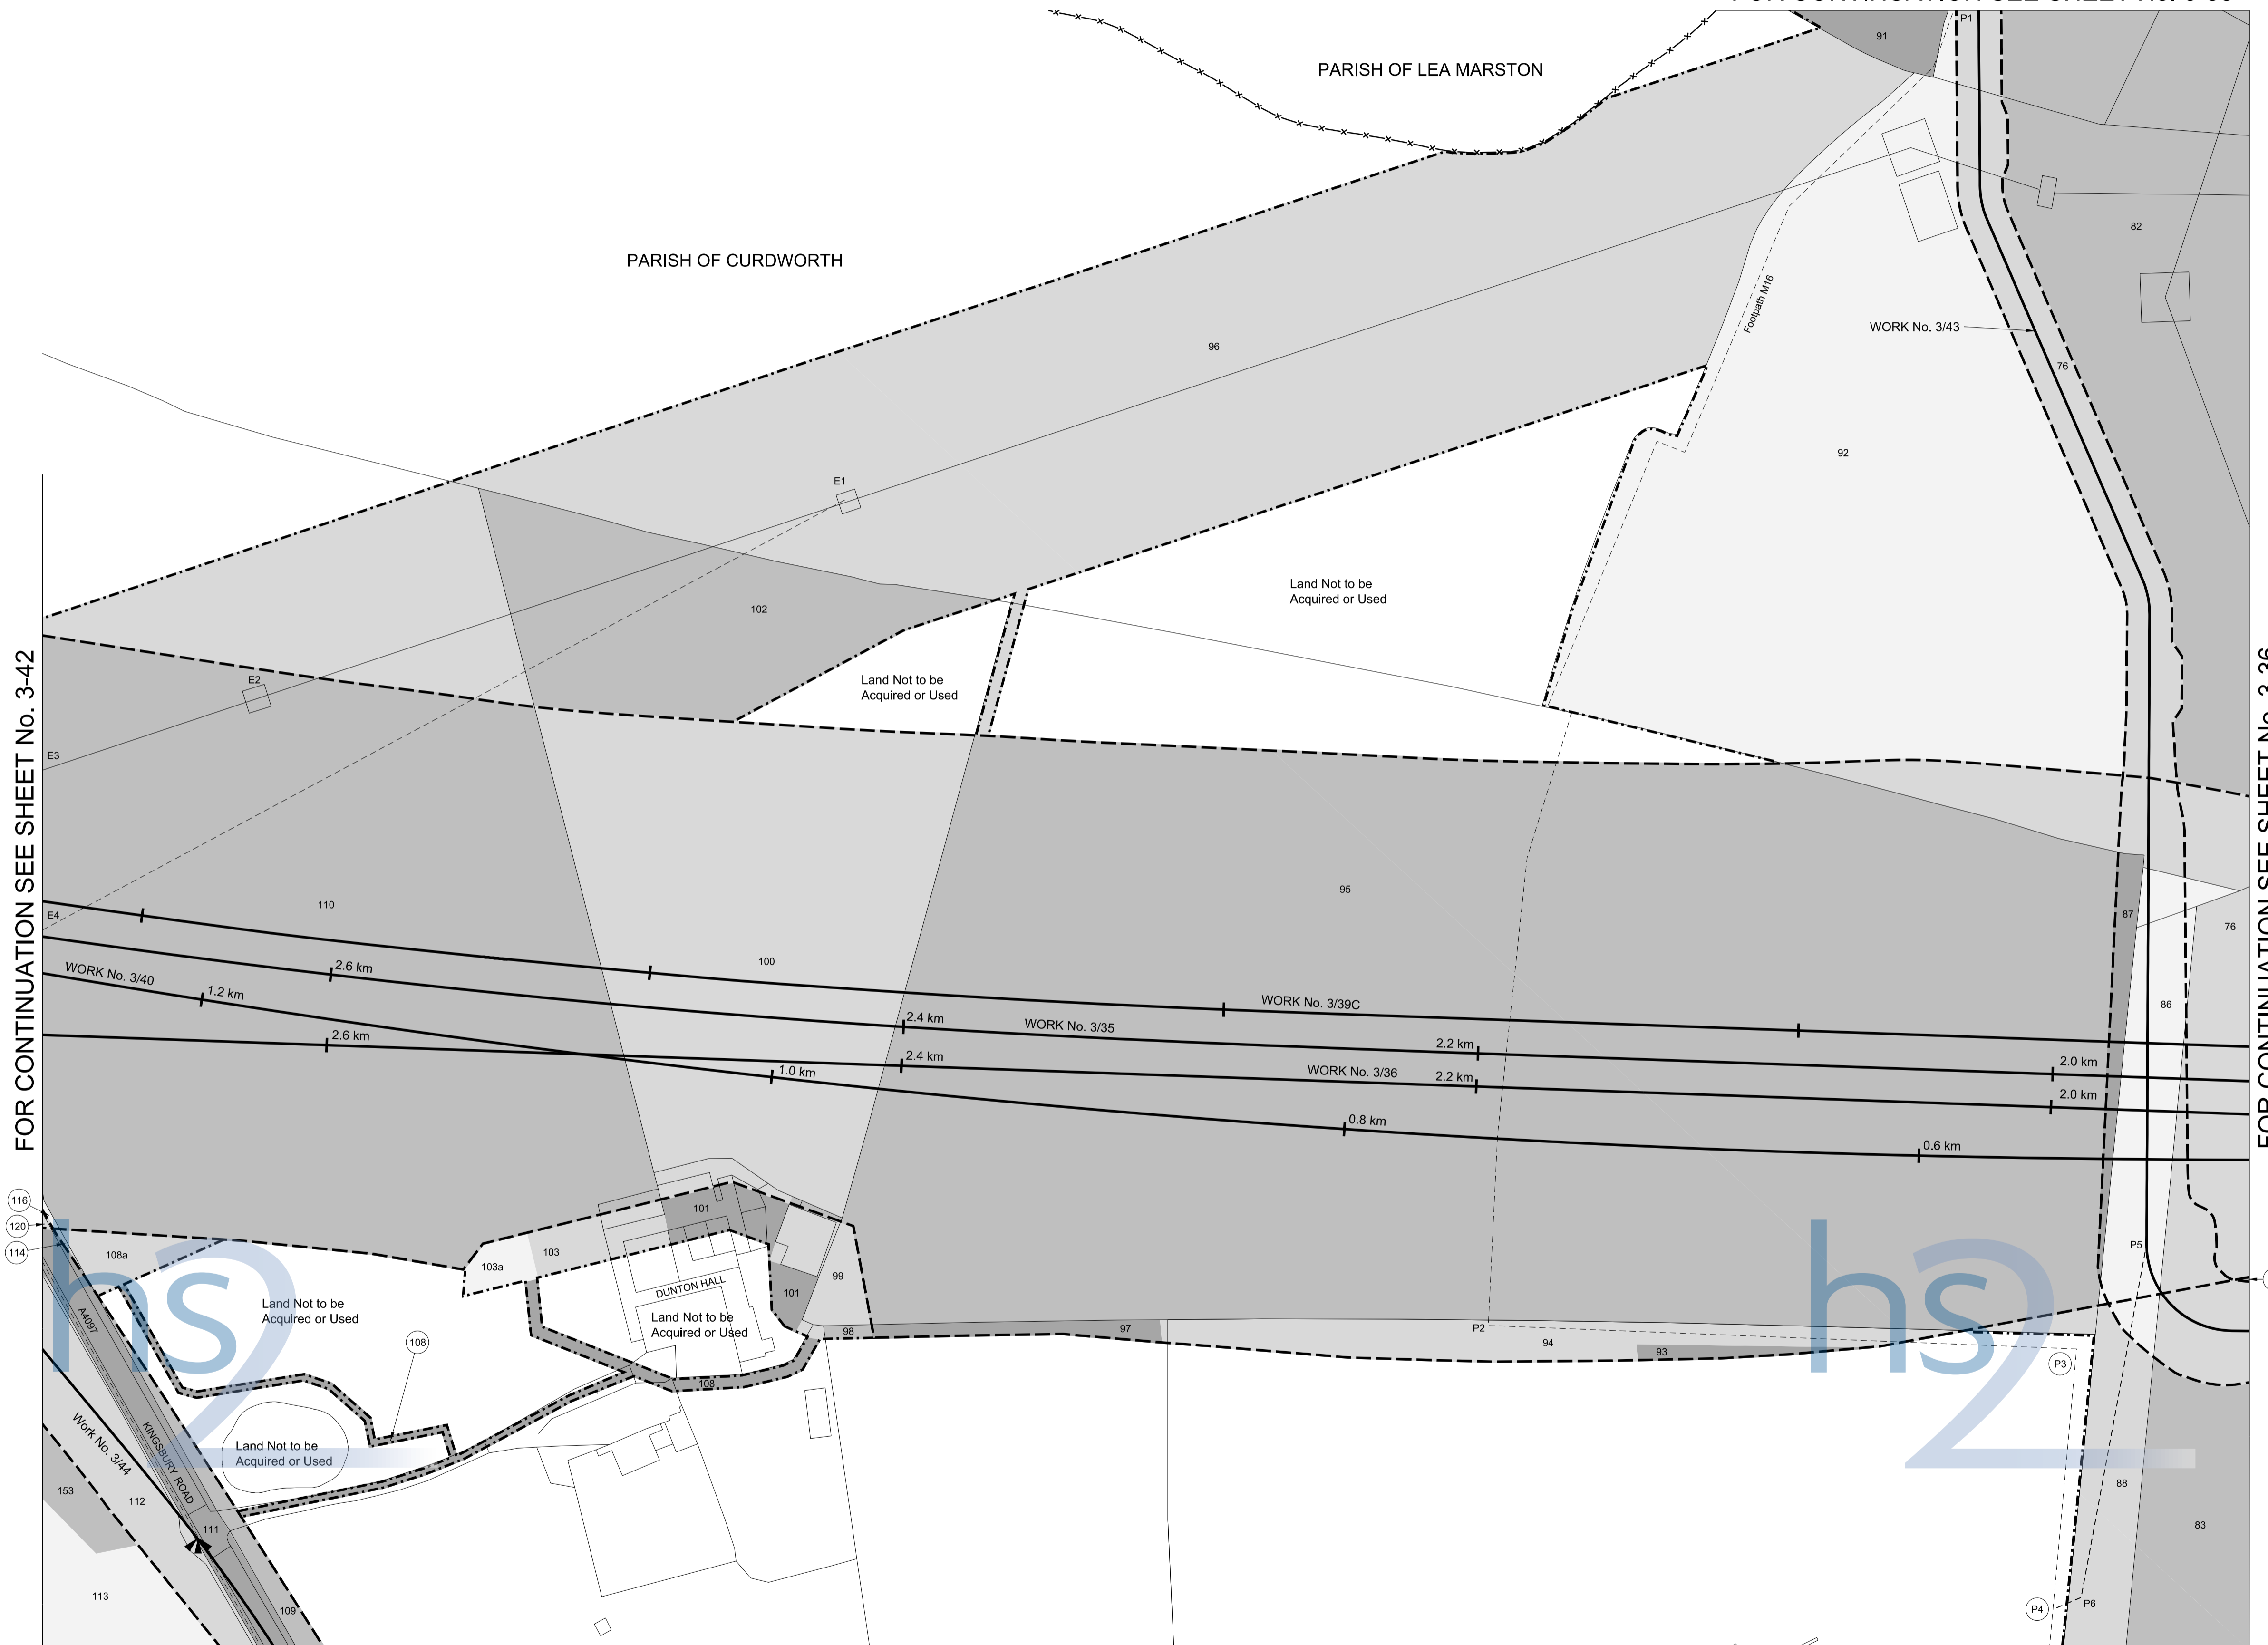 P1
91
PARISH OF LEA MARSTON
82
PARISH OF CURDWORTH
Footpath M16
WORK No. 3/43
96
76
92
E1
102
Land Not to be
Acquired or Used
FOR CONTINUATION SEE SHEET No. 3-42
E2
Land Not to be
Acquired or Used
E3
95
110
E4
87
76
100
WORK No. 3/40
2.6 km
1.2 km
WORK No. 3/39C
86
2.4 km
WORK No. 3/35
2.2 km
2.0 km
2.6 km
2.4 km
1.0 km
WORK No. 3/36
2.2 km
2.0 km
0.8 km
0.6 km
116
120
114
101
108a
103
103a
P5
99
DUNTON HALL
101
hs2
hs2
A4097
Land Not to be
Acquired or Used
Land Not to be
Acquired or Used
98
97
P2
94
93
P3
108
108
Work No. 3/44
KINGSBURY ROAD
Land Not to be
Acquired or Used
153
112
111
88
83
113
109
P4
P6